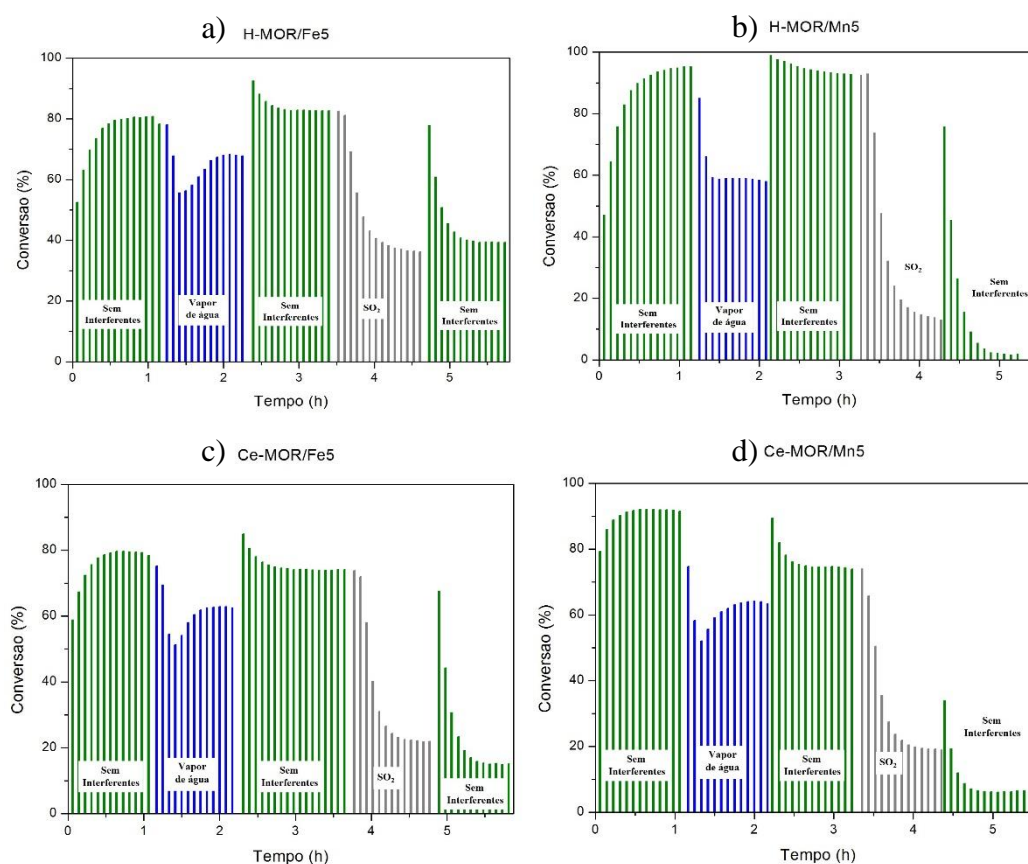 a) H-MOR/Fe5
Conversao (%)
100
80
60
40
20
0
Sem
Interferentes
Vapor
de água
Sem
Interferentes
SO₂
Sem
Interferentes
0 1 2 3 4 5
Tempo (h)
b) H-MOR/Mn5
Conversao (%)
100
80
60
40
20
0
Sem
Interferentes
Vapor
de água
Sem
Interferentes
SO₂
Sem
Interferentes
0 1 2 3 4 5
Tempo (h)
c) Ce-MOR/Fe5
Conversao (%)
100
80
60
40
20
0
Sem
Interferentes
Vapor
de água
Sem
Interferentes
SO₂
Sem
Interferentes
0 1 2 3 4 5
Tempo (h)
d) Ce-MOR/Mn5
Conversao (%)
100
80
60
40
20
0
Sem
Interferentes
Vapor
de água
Sem
Interferentes
SO₂
Sem
Interferentes
0 1 2 3 4 5
Tempo (h)